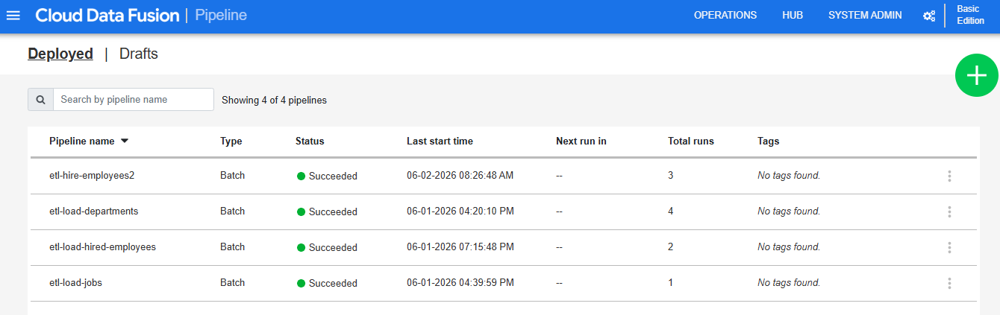 Cloud Data Fusion | Pipeline OPERATIONS HUB SYSTEM ADMIN Basic Edition
Deployed | Drafts
Search by pipeline name Showing 4 of 4 pipelines
Pipeline name Type Status Last start time Next run in Total runs Tags
etl-hire-employees2 Batch Succeeded 06-02-2026 08:26:48 AM -- 3 No tags found.
etl-load-departments Batch Succeeded 06-01-2026 04:20:10 PM -- 4 No tags found.
etl-load-hired-employees Batch Succeeded 06-01-2026 07:15:48 PM -- 2 No tags found.
etl-load-jobs Batch Succeeded 06-01-2026 04:39:59 PM -- 1 No tags found.